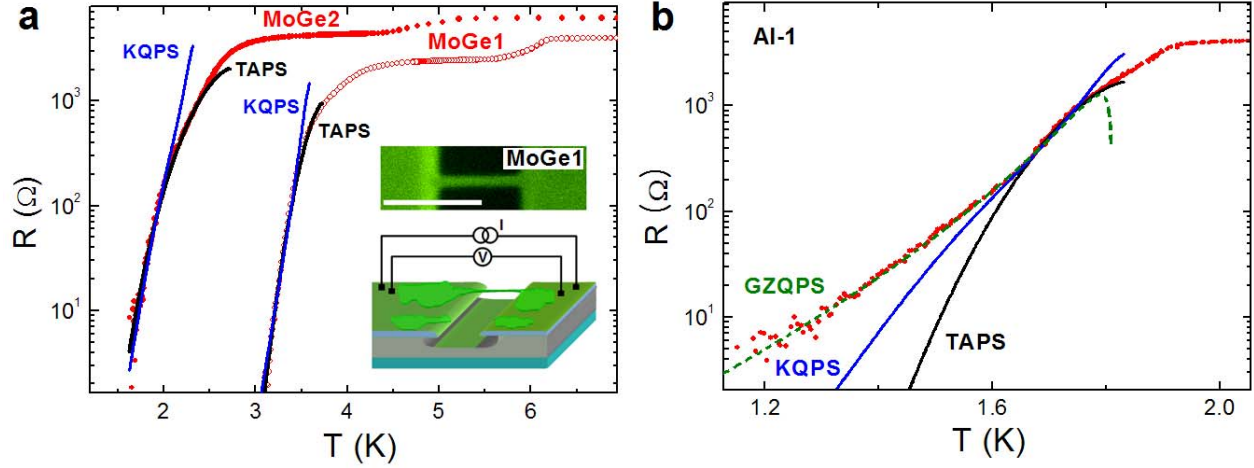 a
MoGe2
MoGe1
KQPS
TAPS
KQPS
TAPS
MoGe1
I
V
10³
10²
10¹
R (Ω)
2 3 4 5 6
T (K)
b
Al-1
GZQPS
KQPS
TAPS
10³
10²
10¹
R (Ω)
1.2 1.6 2.0
T (K)